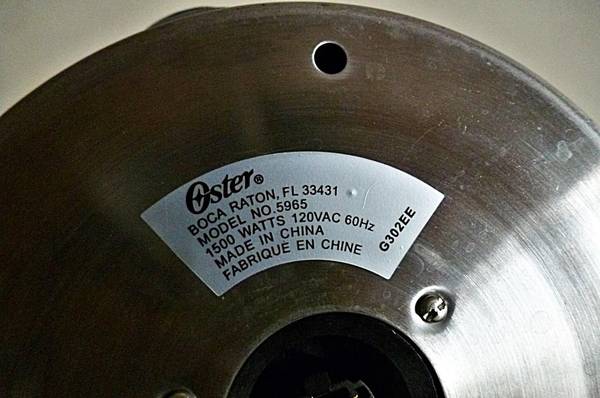 Oster®
BOCA RATON, FL 33431
MODEL NO.5965
1500 WATTS 120VAC 60Hz
MADE IN CHINA
FABRIQUÉ EN CHINE
G302EE